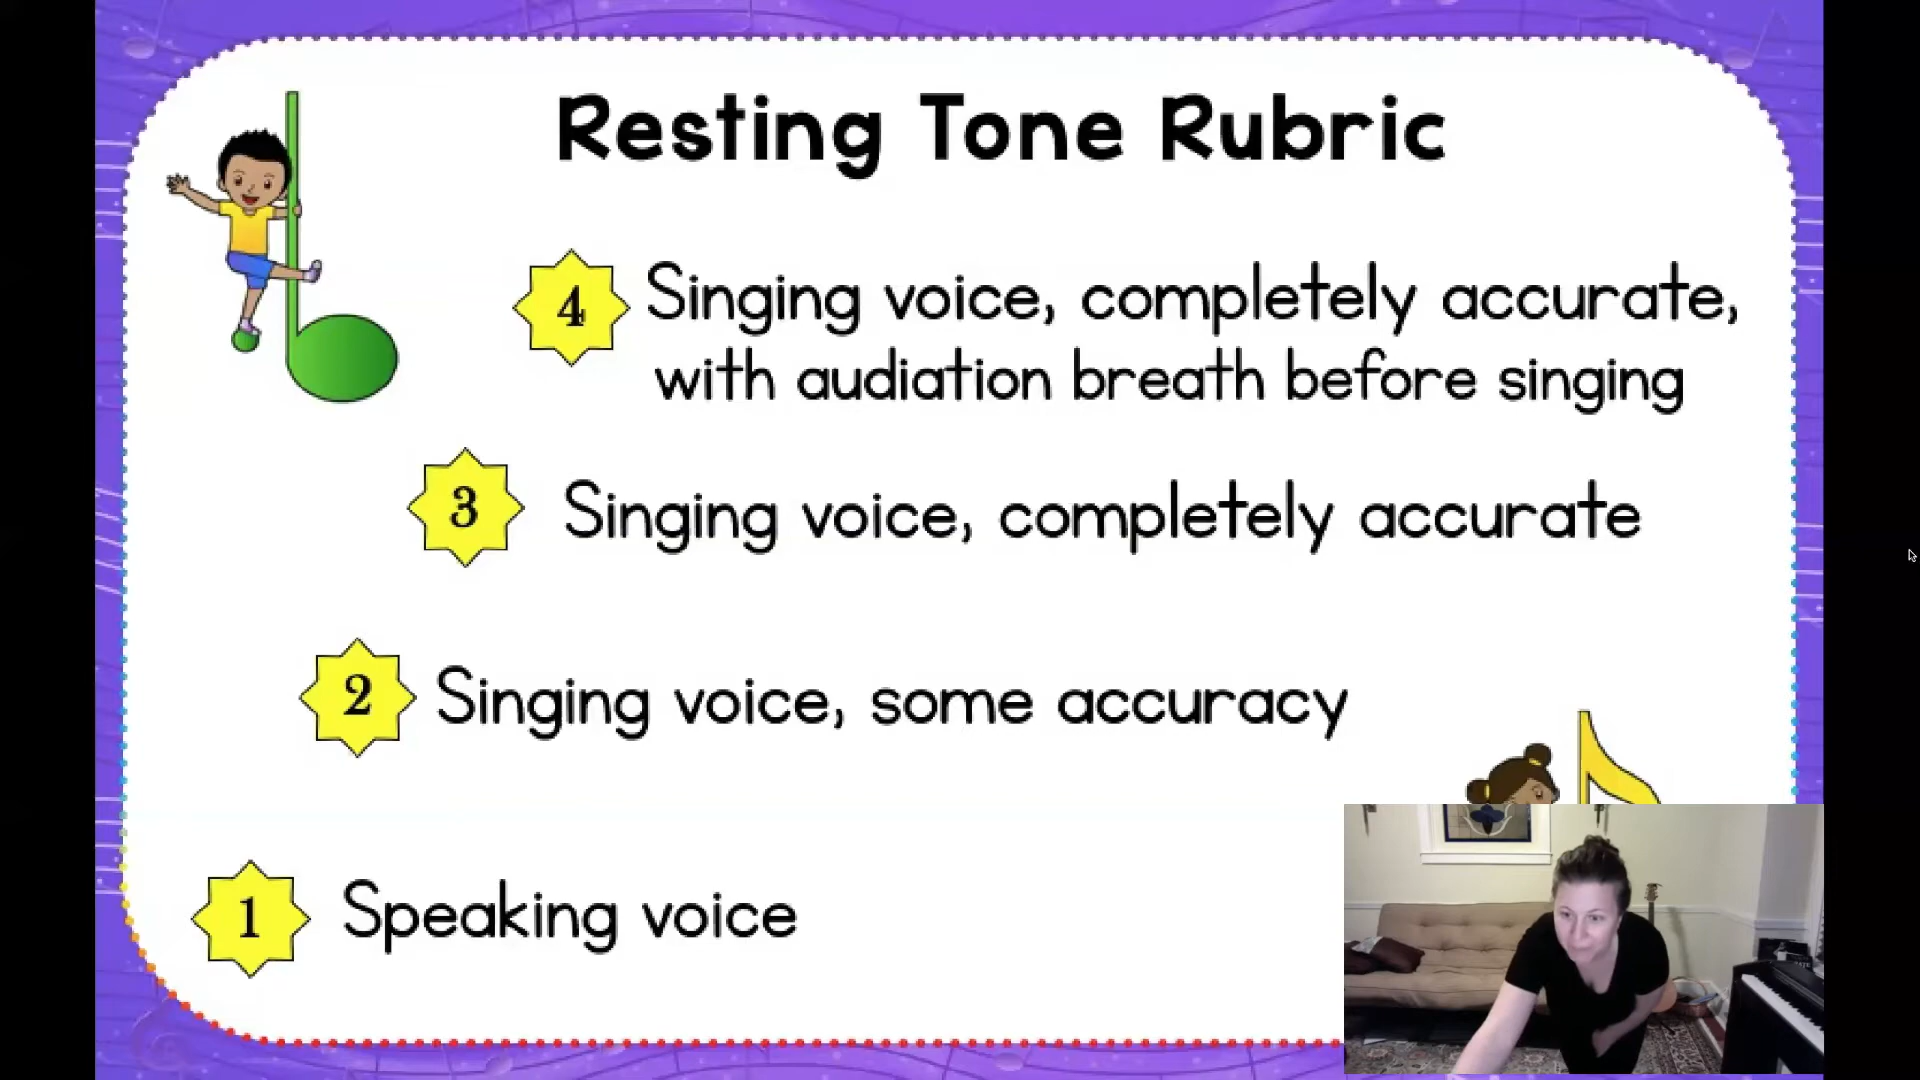 Resting Tone Rubric
4 Singing voice, completely accurate,
with audiation breath before singing
3 Singing voice, completely accurate
2 Singing voice, some accuracy
1 Speaking voice